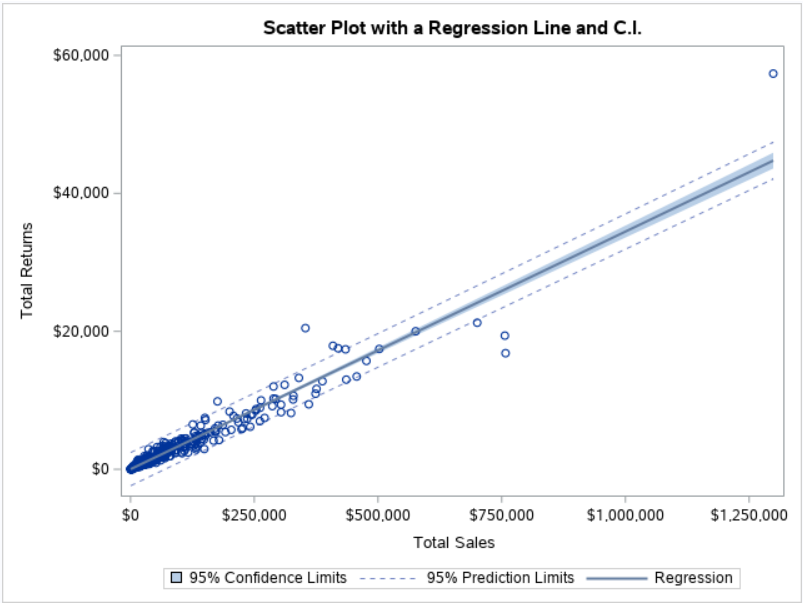 Scatter Plot with a Regression Line and C.I.
$60,000
$40,000
$20,000
$0
Total Returns
$0 $250,000 $500,000 $750,000 $1,000,000 $1,250,000
Total Sales
95% Confidence Limits 95% Prediction Limits Regression